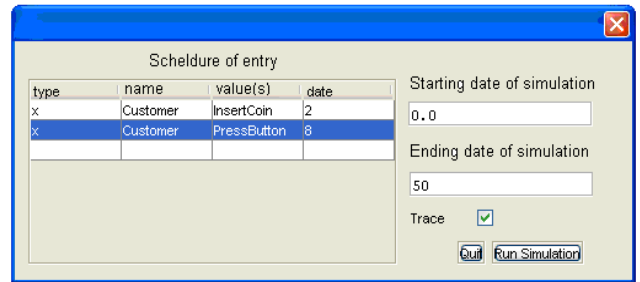 Scheldure of entry
type name value(s) date
x Customer InsertCoin 2
x Customer PressButton 8
Starting date of simulation
0.0
Ending date of simulation
50
Trace
Quit Run Simulation